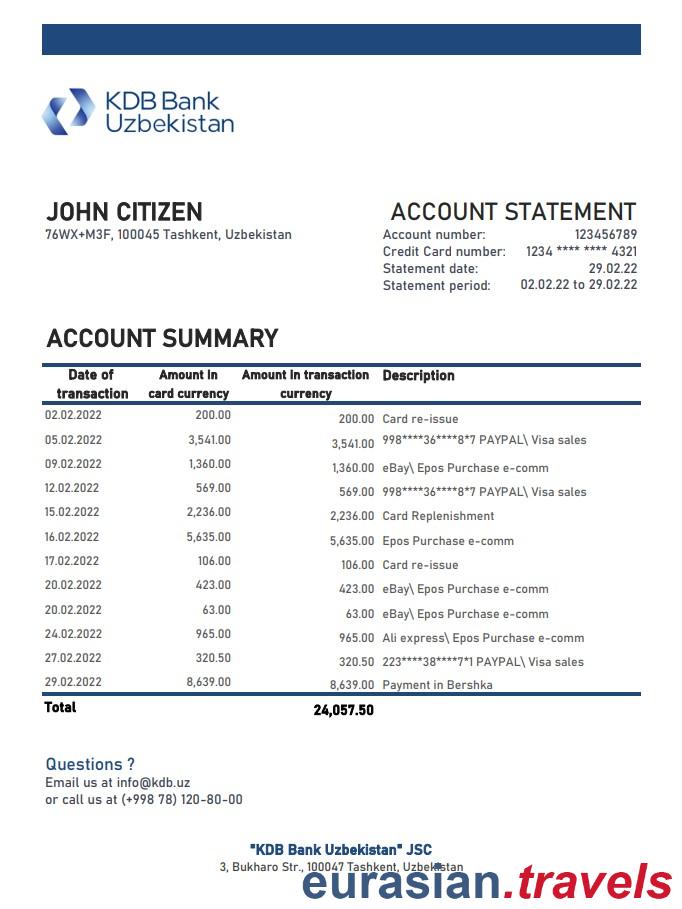 KDB Bank
Uzbekistan
JOHN CITIZEN
76WX+M3F, 100045 Tashkent, Uzbekistan
ACCOUNT STATEMENT
Account number: 123456789
Credit Card number: 1234 **** **** 4321
Statement date: 29.02.22
Statement period: 02.02.22 to 29.02.22
ACCOUNT SUMMARY
Date of transaction Amount in card currency Amount in transaction currency Description
02.02.2022 200.00 200.00 Card re-issue
05.02.2022 3,541.00 3,541.00 998****36****8*7 PAYPAL\ Visa sales
09.02.2022 1,360.00 1,360.00 eBay\ Epos Purchase e-comm
12.02.2022 569.00 569.00 998****36****8*7 PAYPAL\ Visa sales
15.02.2022 2,236.00 2,236.00 Card Replenishment
16.02.2022 5,635.00 5,635.00 Epos Purchase e-comm
17.02.2022 106.00 106.00 Card re-issue
20.02.2022 423.00 423.00 eBay\ Epos Purchase e-comm
20.02.2022 63.00 63.00 eBay\ Epos Purchase e-comm
24.02.2022 965.00 965.00 Ali express\ Epos Purchase e-comm
27.02.2022 320.50 320.50 223****38****7*1 PAYPAL\ Visa sales
29.02.2022 8,639.00 8,639.00 Payment in Bershka
Total 24,057.50
Questions ?
Email us at info@kdb.uz
or call us at (+998 78) 120-80-00
"KDB Bank Uzbekistan" JSC
3, Bukharo Str., 100047 Tashkent, Uzbekistan
eurasian.travels